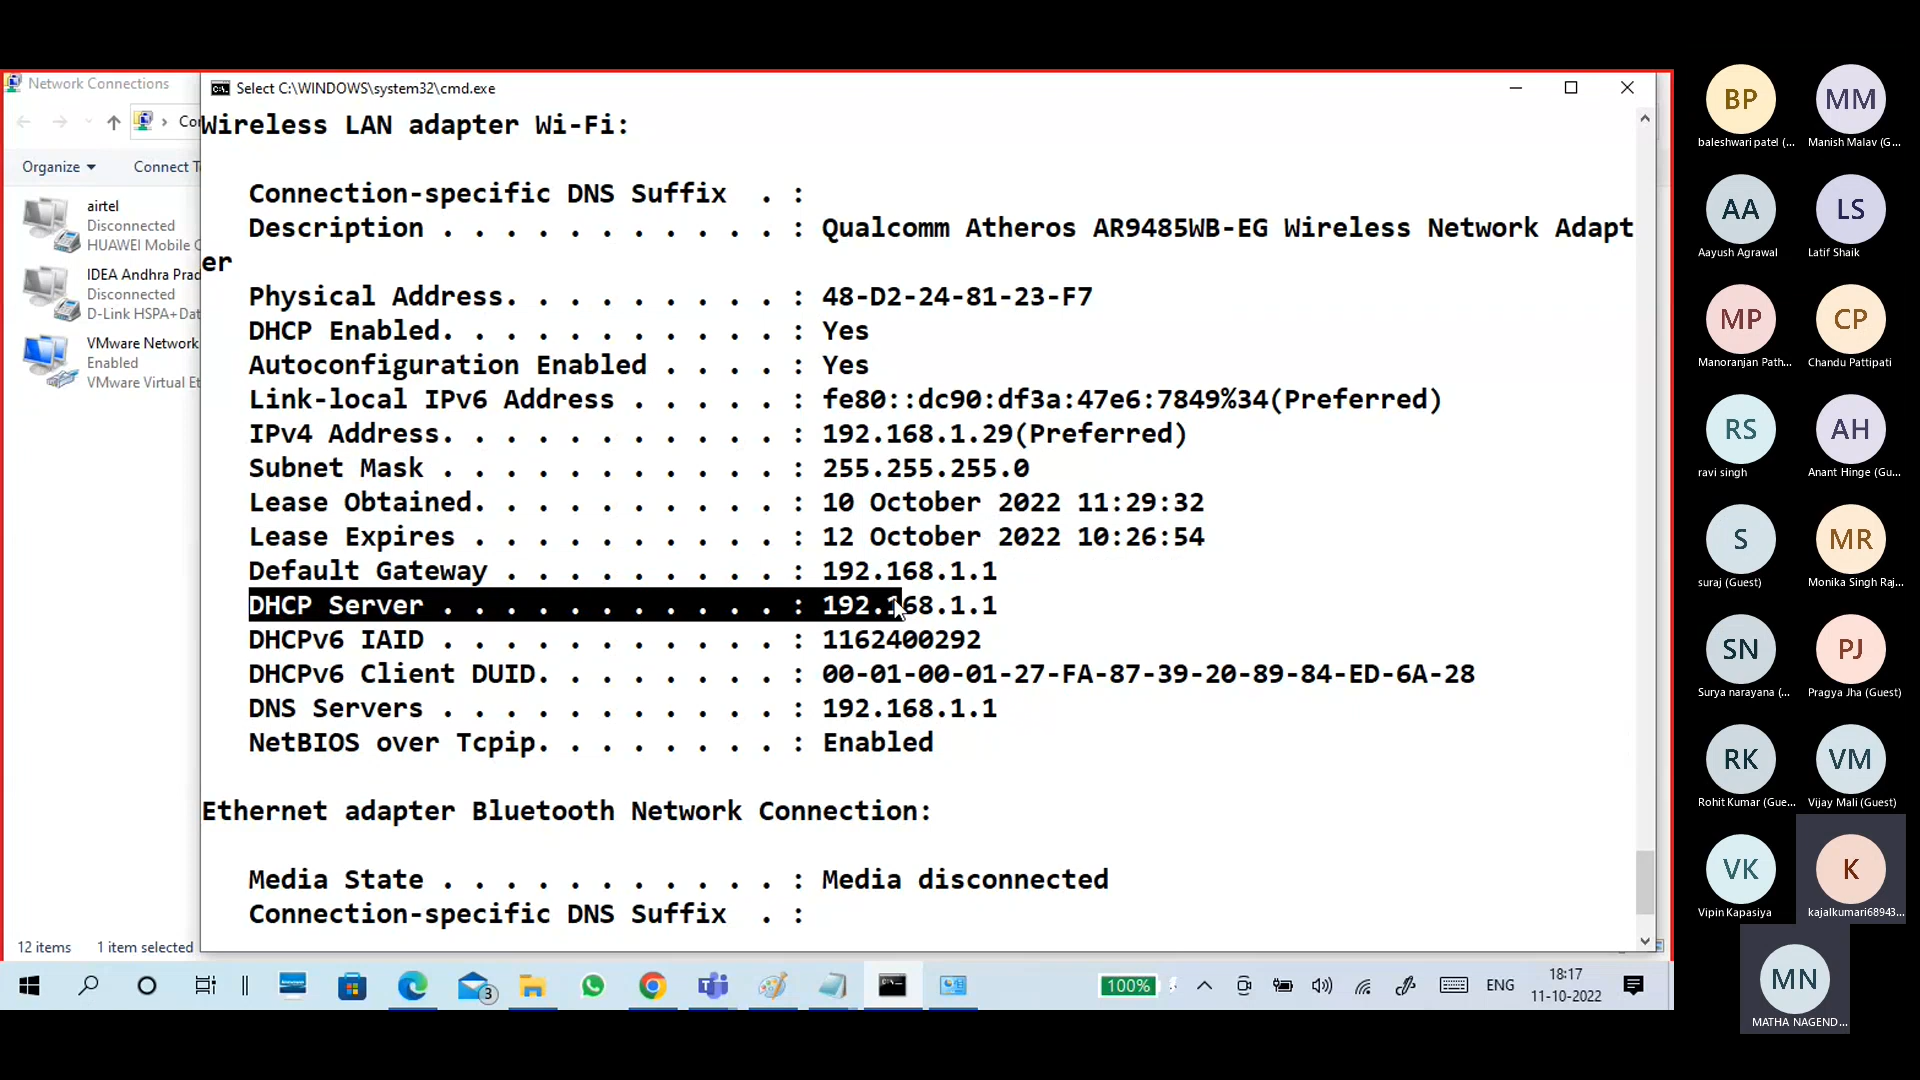 Network Connections
Organize
Connect T
airtel
Disconnected
HUAWEI Mobile C
IDEA Andhra Prad
Disconnected
D-Link HSPA+Dat
VMware Network
Enabled
VMware Virtual Et
12 items 1 item selected
Select C:\WINDOWS\system32\cmd.exe
Wireless LAN adapter Wi-Fi:
Connection-specific DNS Suffix . :
Description . . . . . . . . . . . : Qualcomm Atheros AR9485WB-EG Wireless Network Adapt
er
Physical Address. . . . . . . . . : 48-D2-24-81-23-F7
DHCP Enabled. . . . . . . . . . . : Yes
Autoconfiguration Enabled . . . . : Yes
Link-local IPv6 Address . . . . . : fe80::dc90:df3a:47e6:7849%34(Preferred)
IPv4 Address. . . . . . . . . . . : 192.168.1.29(Preferred)
Subnet Mask . . . . . . . . . . . : 255.255.255.0
Lease Obtained. . . . . . . . . . : 10 October 2022 11:29:32
Lease Expires . . . . . . . . . . : 12 October 2022 10:26:54
Default Gateway . . . . . . . . . : 192.168.1.1
DHCP Server . . . . . . . . . . . : 192.168.1.1
DHCPv6 IAID . . . . . . . . . . . : 1162400292
DHCPv6 Client DUID. . . . . . . . : 00-01-00-01-27-FA-87-39-20-89-84-ED-6A-28
DNS Servers . . . . . . . . . . . : 192.168.1.1
NetBIOS over Tcpip. . . . . . . . : Enabled
Ethernet adapter Bluetooth Network Connection:
Media State . . . . . . . . . . . : Media disconnected
Connection-specific DNS Suffix . :
3
100%
ENG
18:17
11-10-2022
BP MM
baleshwari patel (... Manish Malav (G...
AA LS
Aayush Agrawal Latif Shaik
MP CP
Manoranjan Path... Chandu Pattipati
RS AH
ravi singh Anant Hinge (Gu...
S MR
suraj (Guest) Monika Singh Raj...
SN PJ
Surya narayana (... Pragya Jha (Guest)
RK VM
Rohit Kumar (Gue... Vijay Mali (Guest)
VK K
Vipin Kapasiya kajalkumari68943...
MN
MATHA NAGEND...